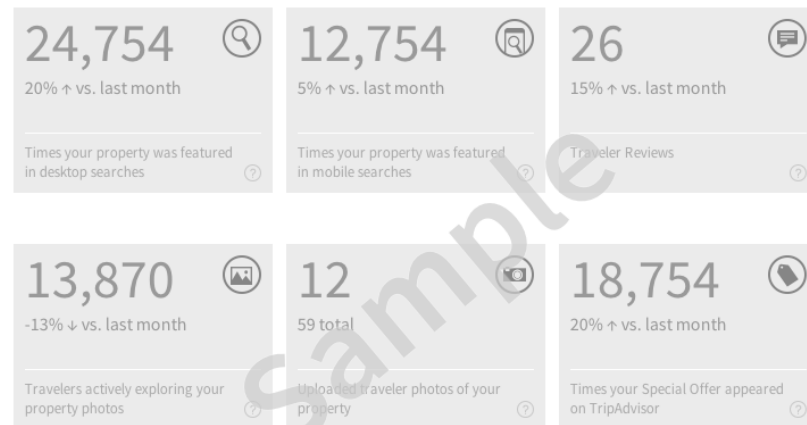 24,754
20% ↑ vs. last month
Times your property was featured
in desktop searches
?
12,754
5% ↑ vs. last month
Times your property was featured
in mobile searches
?
26
15% ↑ vs. last month
Traveler Reviews
?
13,870
-13% ↓ vs. last month
Travelers actively exploring your
property photos
?
12
59 total
Uploaded traveler photos of your
property
?
18,754
20% ↑ vs. last month
Times your Special Offer appeared
on TripAdvisor
?
Sample